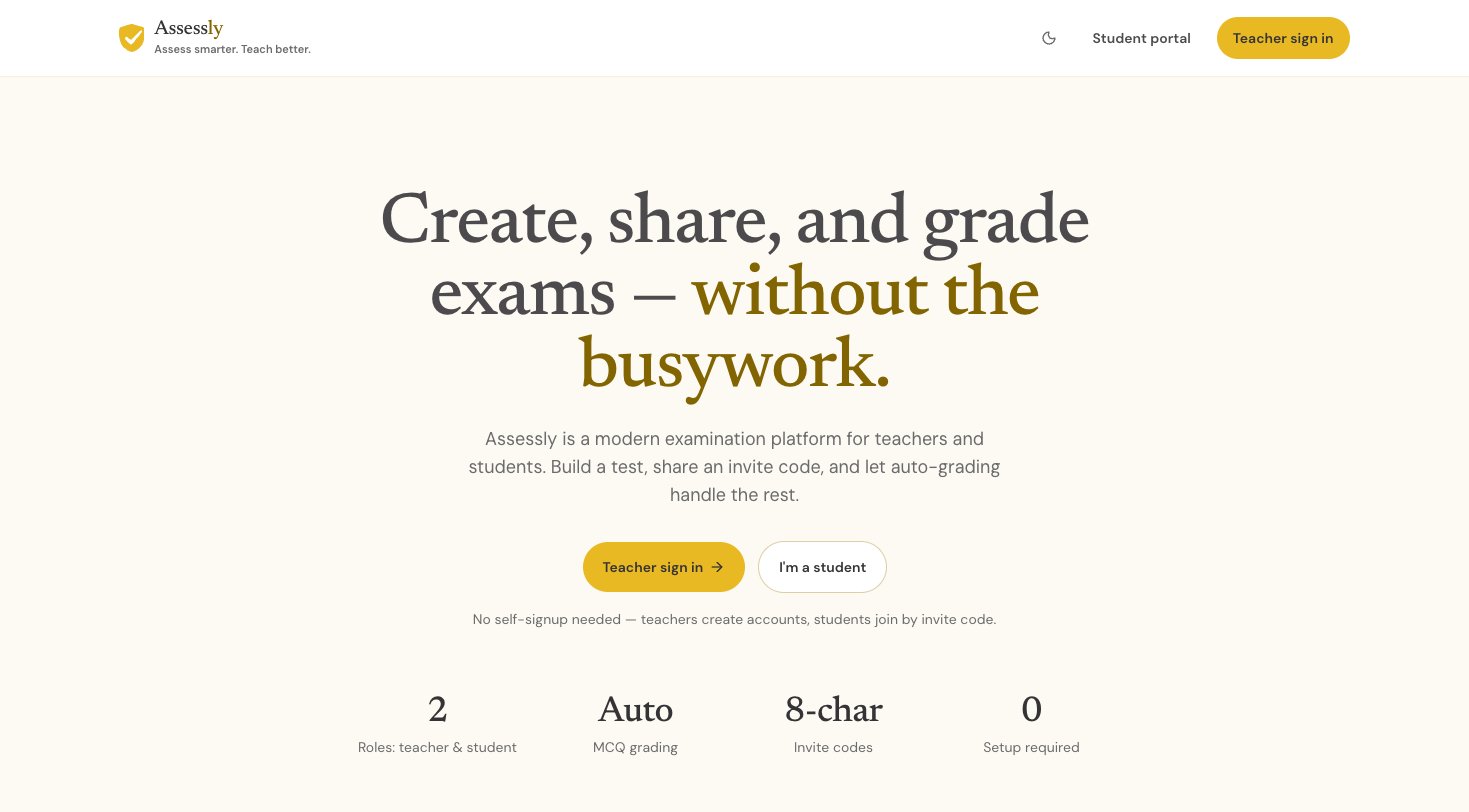 Assessly
Assess smarter. Teach better.
Student portal
Teacher sign in
Create, share, and grade
exams — without the
busywork.
Assessly is a modern examination platform for teachers and
students. Build a test, share an invite code, and let auto-grading
handle the rest.
Teacher sign in →
I'm a student
No self-signup needed — teachers create accounts, students join by invite code.
2
Roles: teacher & student
Auto
MCQ grading
8-char
Invite codes
0
Setup required